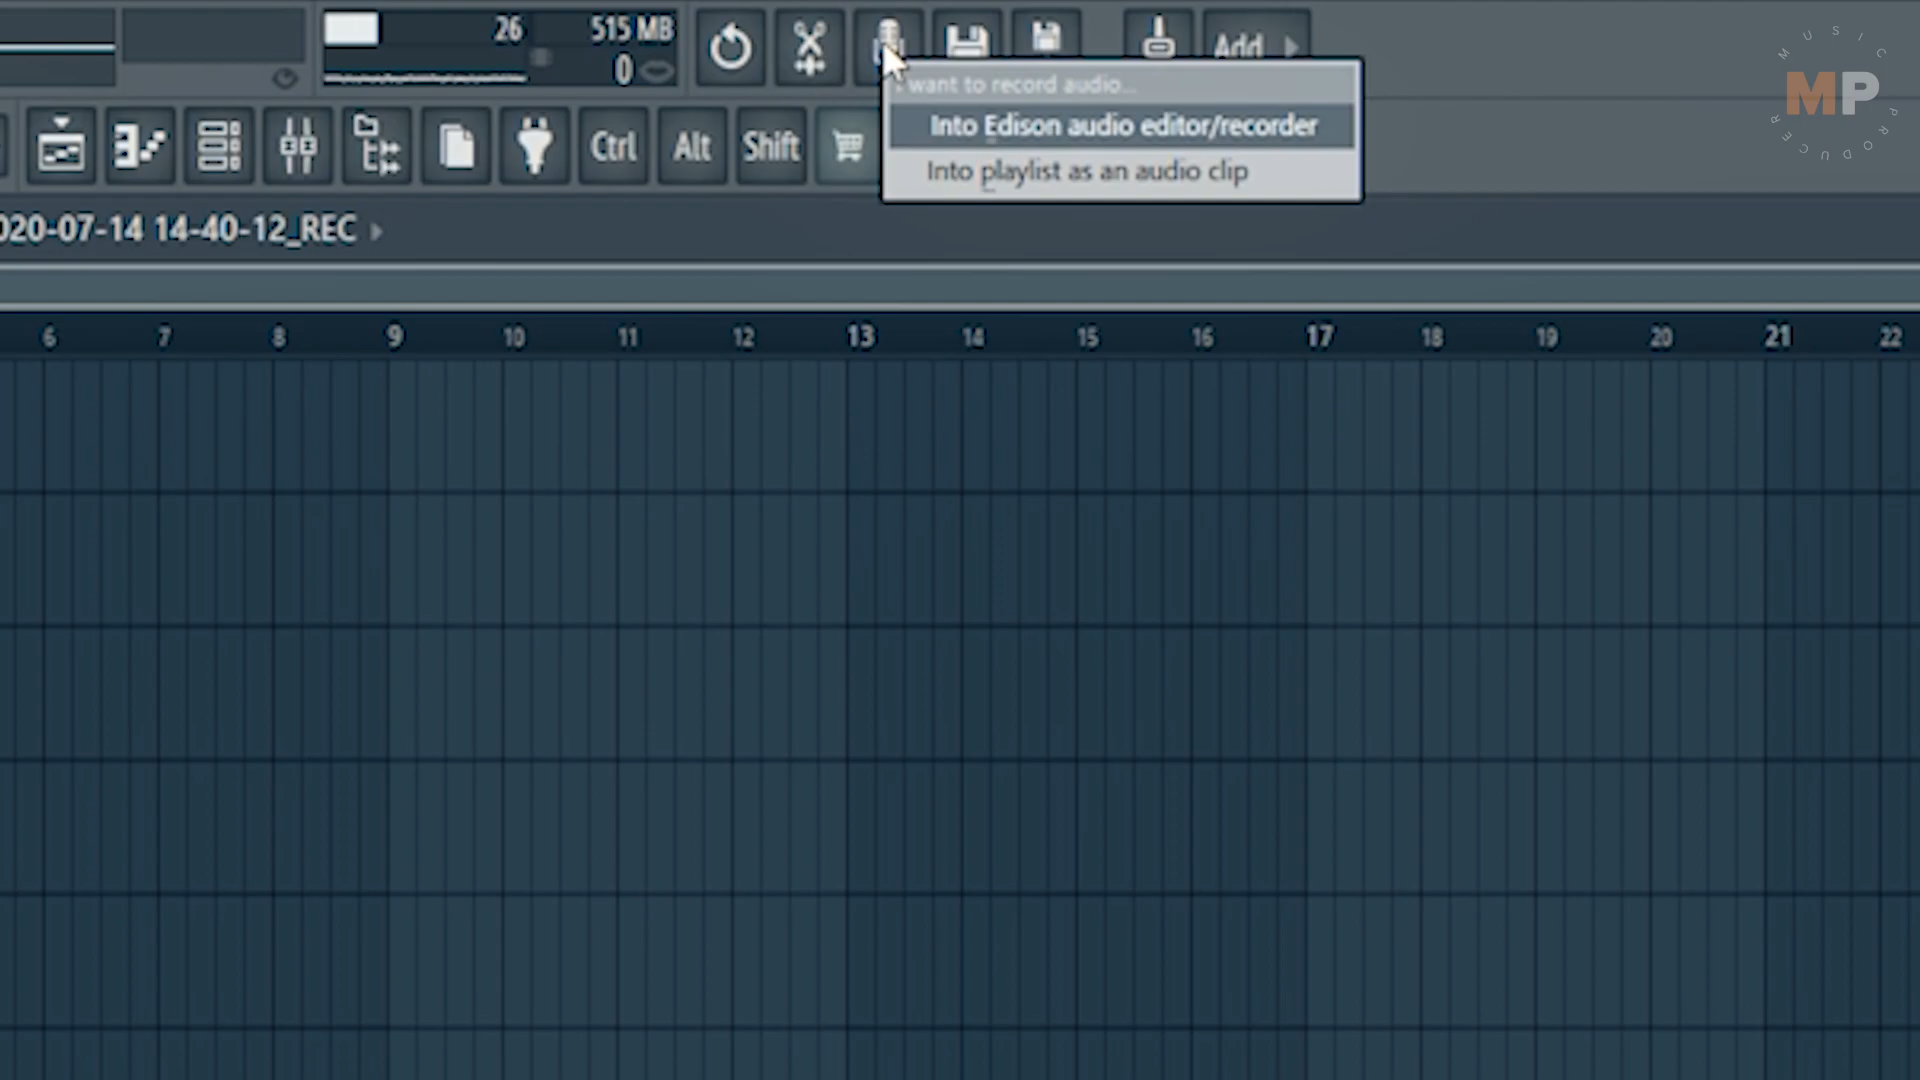 26
515 MB
0
Add
want to record audio...
Into Edison audio editor/recorder
Into playlist as an audio clip
Ctrl
Alt
Shift
020-07-14 14-40-12_REC
6 7 8 9 10 11 12 13 14 15 16 17 18 19 20 21 22
MUSIC
MP
PRODUCER